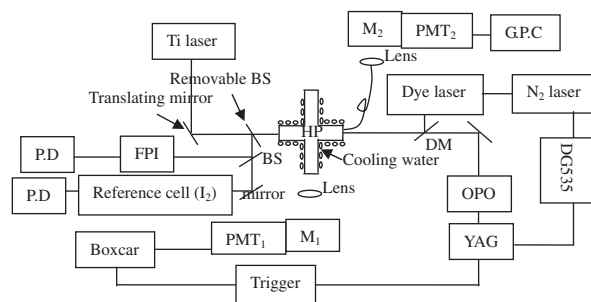 M2
PMT2
G.P.C
Ti laser
Lens
Removable BS
Translating mirror
Dye laser
N2 laser
HP
P.D
FPI
BS
DM
Cooling water
DG535
P.D
Reference cell (I2)
mirror
Lens
OPO
Boxcar
PMT1
M1
YAG
Trigger